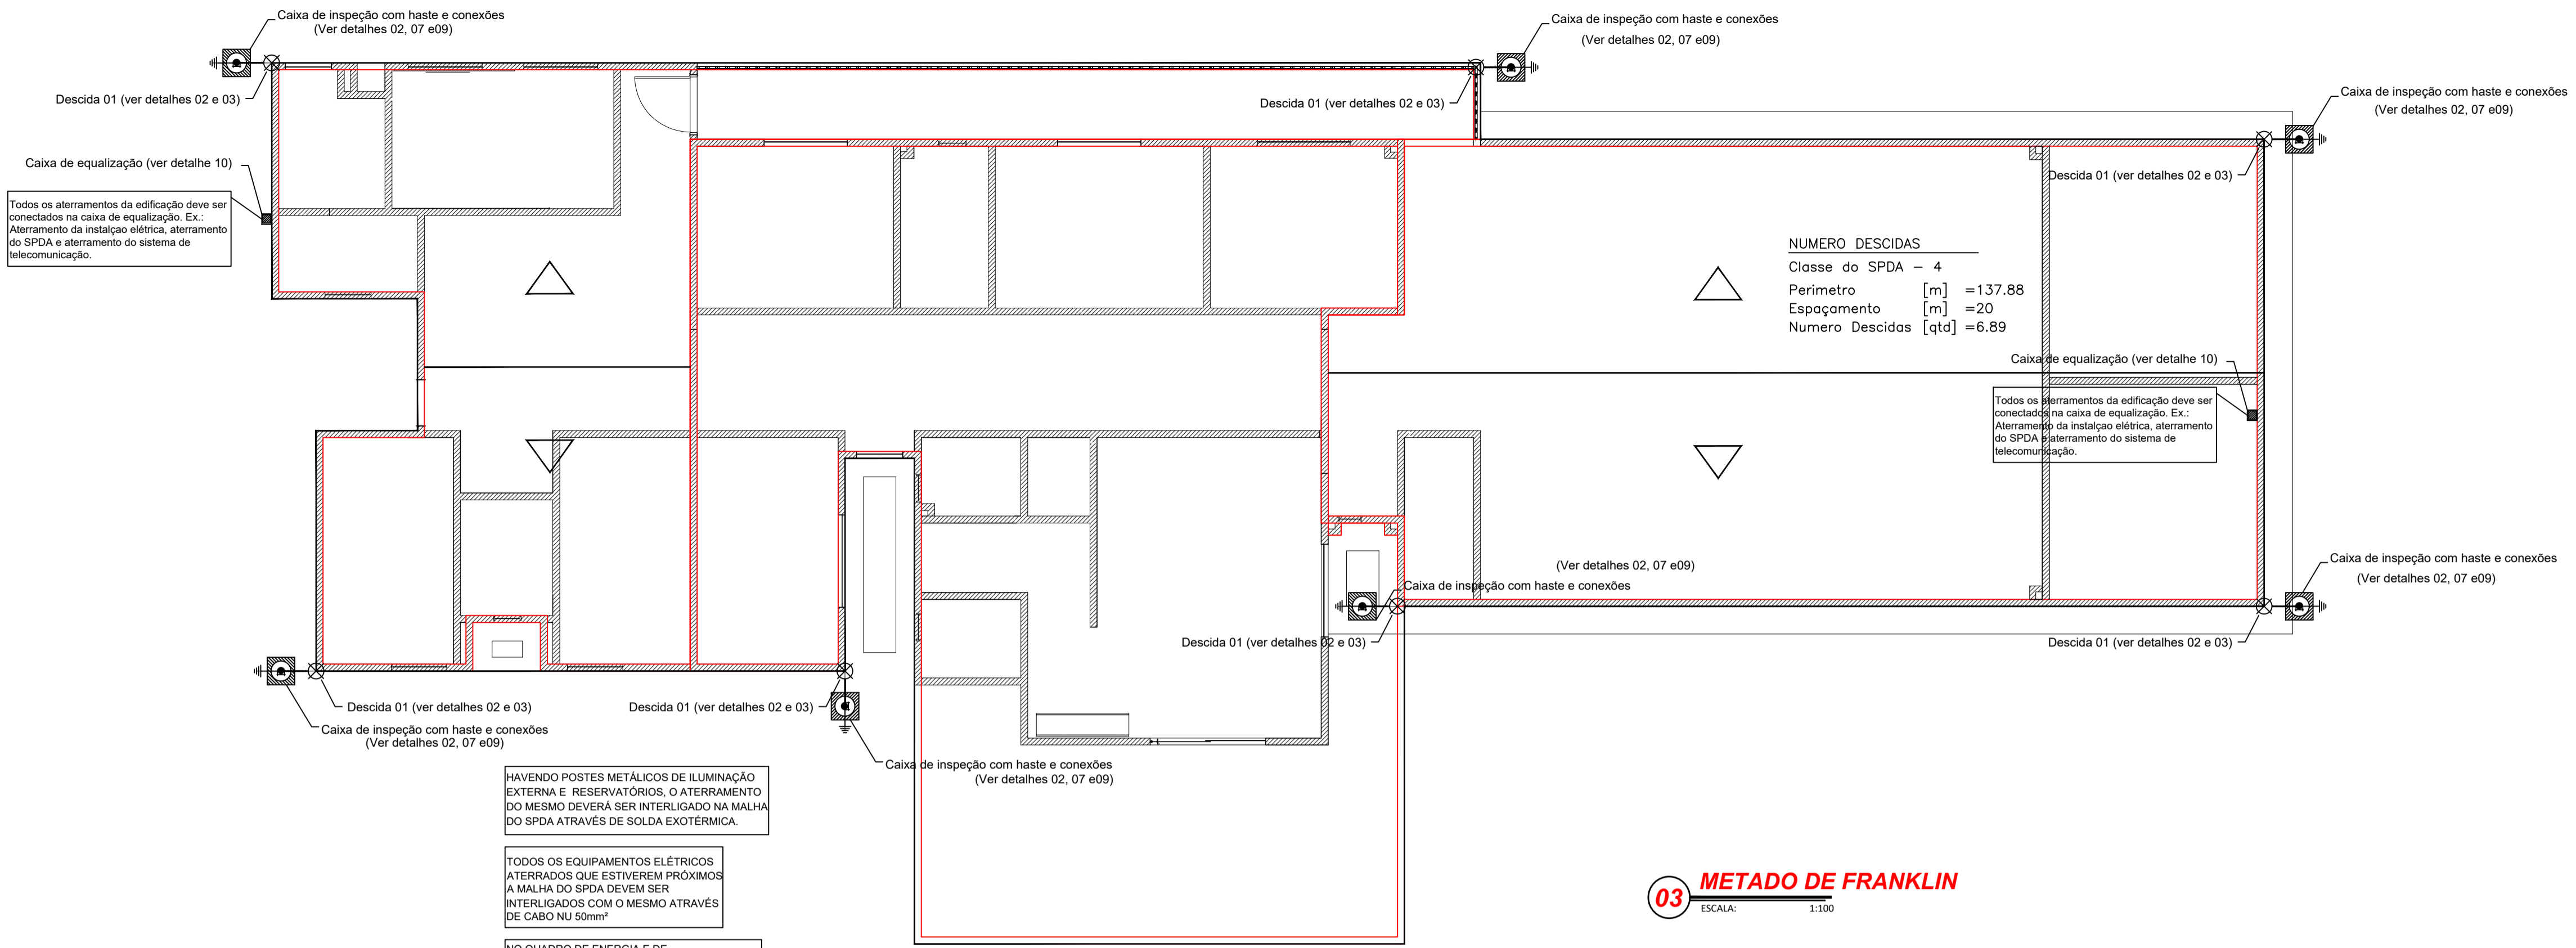 Caixa de inspeção com haste e conexões
(Ver detalhes 02, 07 e09)
Caixa de inspeção com haste e conexões
(Ver detalhes 02, 07 e09)
Descida 01 (ver detalhes 02 e 03)
Descida 01 (ver detalhes 02 e 03)
Caixa de inspeção com haste e conexões
(Ver detalhes 02, 07 e09)
Caixa de equalização (ver detalhe 10)
Descida 01 (ver detalhes 02 e 03)
Todos os aterramentos da edificação deve ser
conectados na caixa de equalização. Ex.:
Aterramento da instalçao elétrica, aterramento
do SPDA e aterramento do sistema de
telecomunicação.
NUMERO DESCIDAS
Classe do SPDA - 4
Perimetro [m] =137.88
Espaçamento [m] =20
Numero Descidas [qtd] =6.89
Caixa de equalização (ver detalhe 10)
Todos os aterramentos da edificação deve ser
conectados na caixa de equalização. Ex.:
Aterramento da instalçao elétrica, aterramento
do SPDA e aterramento do sistema de
telecomunicação.
(Ver detalhes 02, 07 e09)
Caixa de inspeção com haste e conexões
Caixa de inspeção com haste e conexões
(Ver detalhes 02, 07 e09)
Descida 01 (ver detalhes 02 e 03)
Descida 01 (ver detalhes 02 e 03)
Descida 01 (ver detalhes 02 e 03)
Descida 01 (ver detalhes 02 e 03)
Caixa de inspeção com haste e conexões
(Ver detalhes 02, 07 e09)
Caixa de inspeção com haste e conexões
(Ver detalhes 02, 07 e09)
HAVENDO POSTES METÁLICOS DE ILUMINAÇÃO
EXTERNA E RESERVATÓRIOS, O ATERRAMENTO
DO MESMO DEVERÁ SER INTERLIGADO NA MALHA
DO SPDA ATRAVÉS DE SOLDA EXOTÉRMICA.
TODOS OS EQUIPAMENTOS ELÉTRICOS
ATERRADOS QUE ESTIVEREM PRÓXIMOS
A MALHA DO SPDA DEVEM SER
INTERLIGADOS COM O MESMO ATRAVÉS
DE CABO NU 50mm²
NO QUADRO DE ENERGIA E DE
03 METADO DE FRANKLIN
ESCALA: 1:100